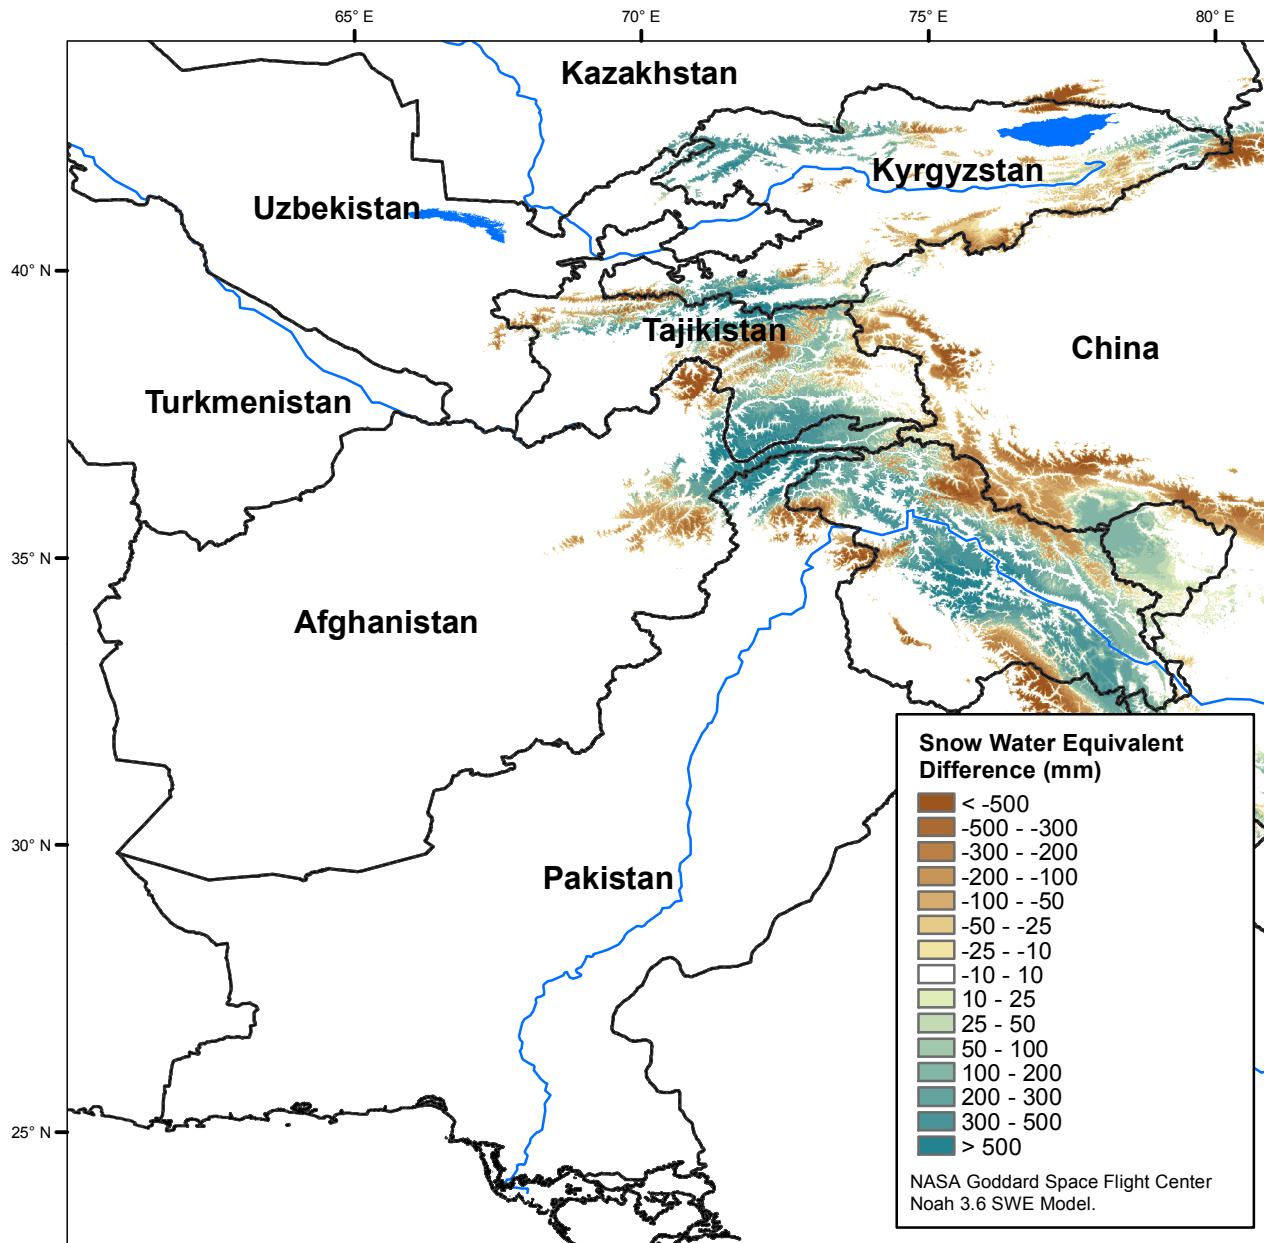 65° E
70° E
75° E
80° E
Kazakhstan
Kyrgyzstan
Uzbekistan
40° N
Tajikistan
China
Turkmenistan
35° N
Afghanistan
30° N
Pakistan
25° N
Snow Water Equivalent
Difference (mm)
< -500
-500 - -300
-300 - -200
-200 - -100
-100 - -50
-50 - -25
-25 - -10
-10 - 10
10 - 25
25 - 50
50 - 100
100 - 200
200 - 300
300 - 500
> 500
NASA Goddard Space Flight Center
Noah 3.6 SWE Model.